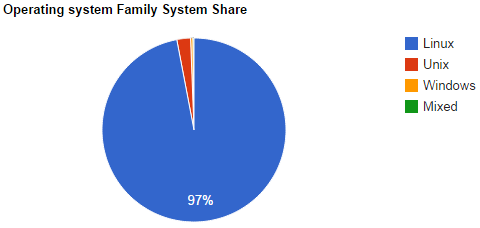 Operating system Family System Share
Linux
Unix
Windows
Mixed
97%